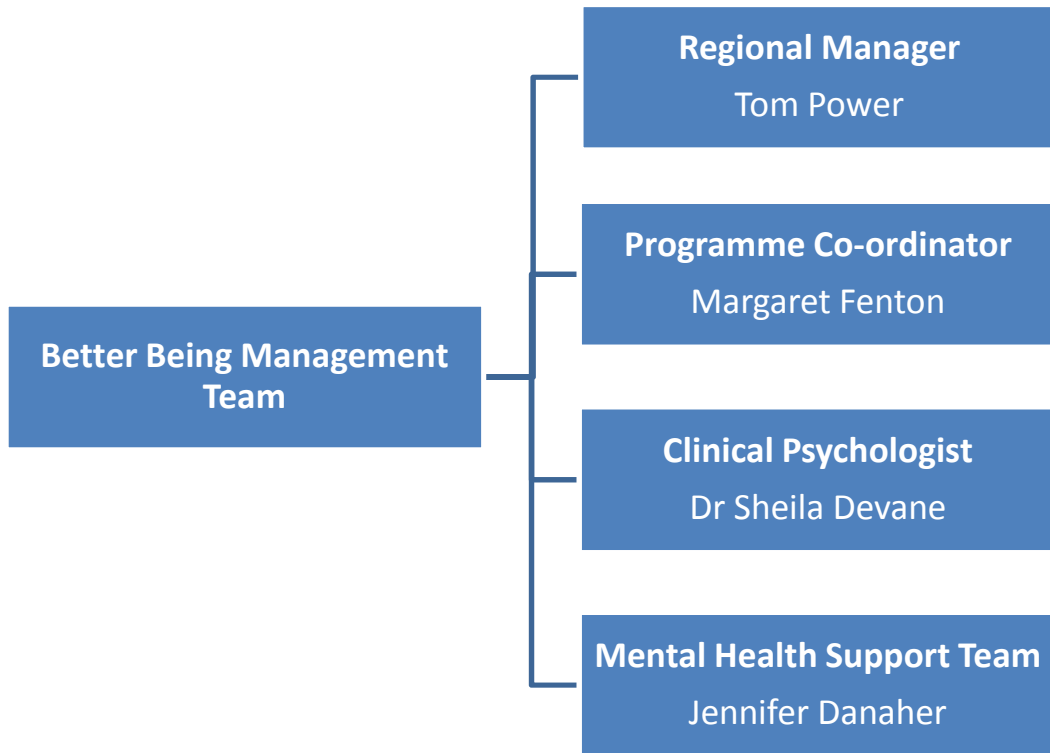 Regional Manager
Tom Power
Programme Co-ordinator
Margaret Fenton
Better Being Management
Team
Clinical Psychologist
Dr Sheila Devane
Mental Health Support Team
Jennifer Danaher